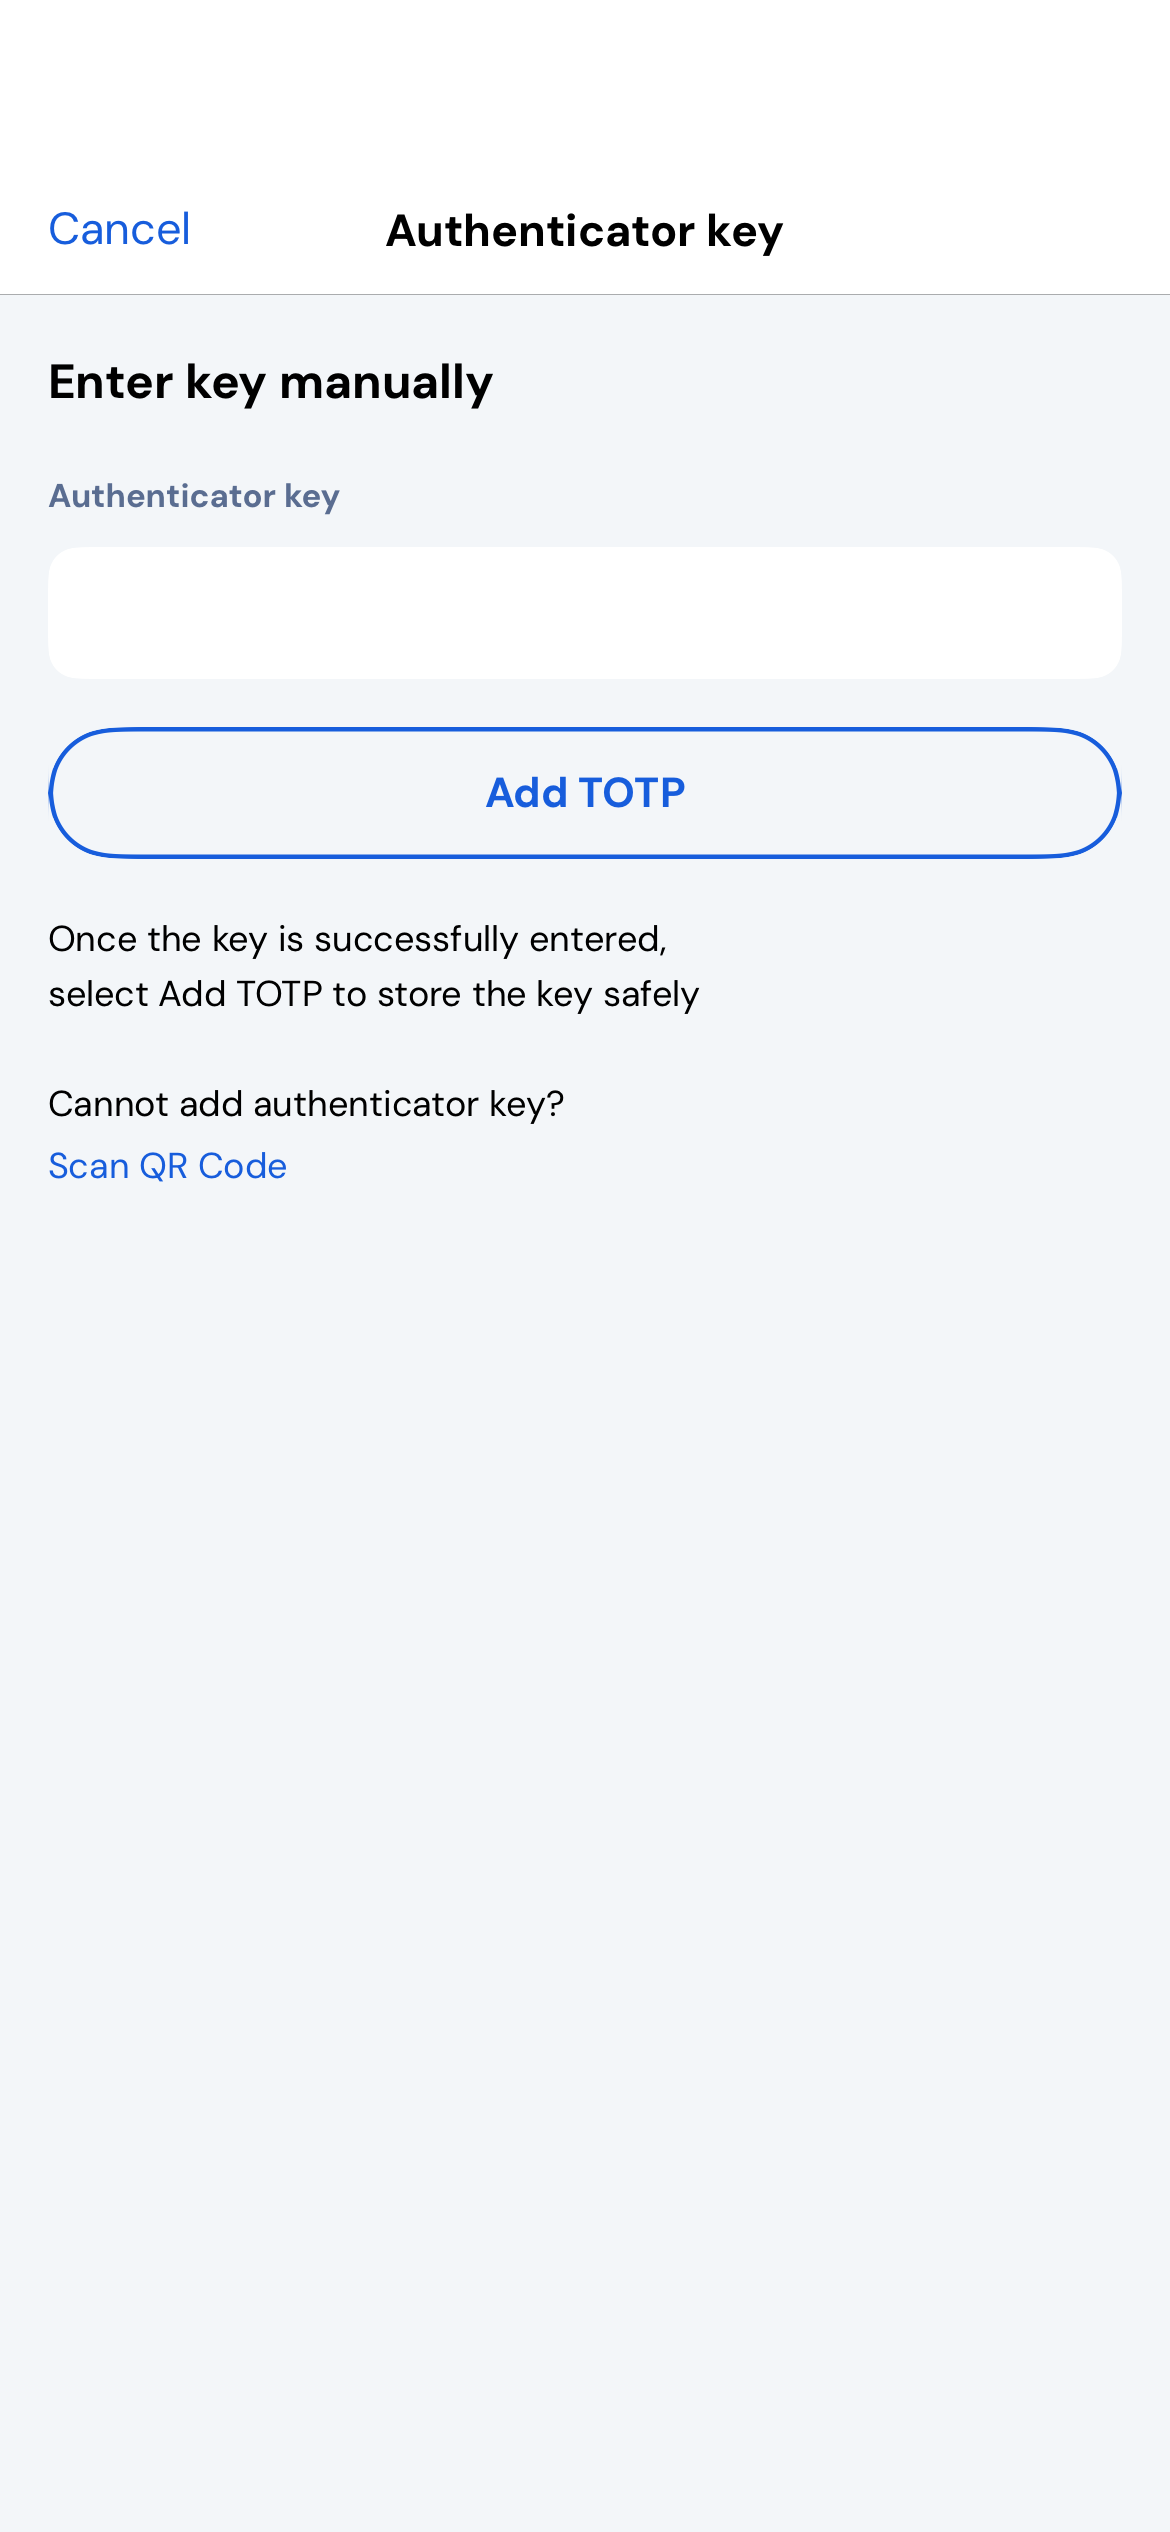 Cancel
Authenticator key
Enter key manually
Authenticator key
Add TOTP
Once the key is successfully entered,
select Add TOTP to store the key safely
Cannot add authenticator key?
Scan QR Code